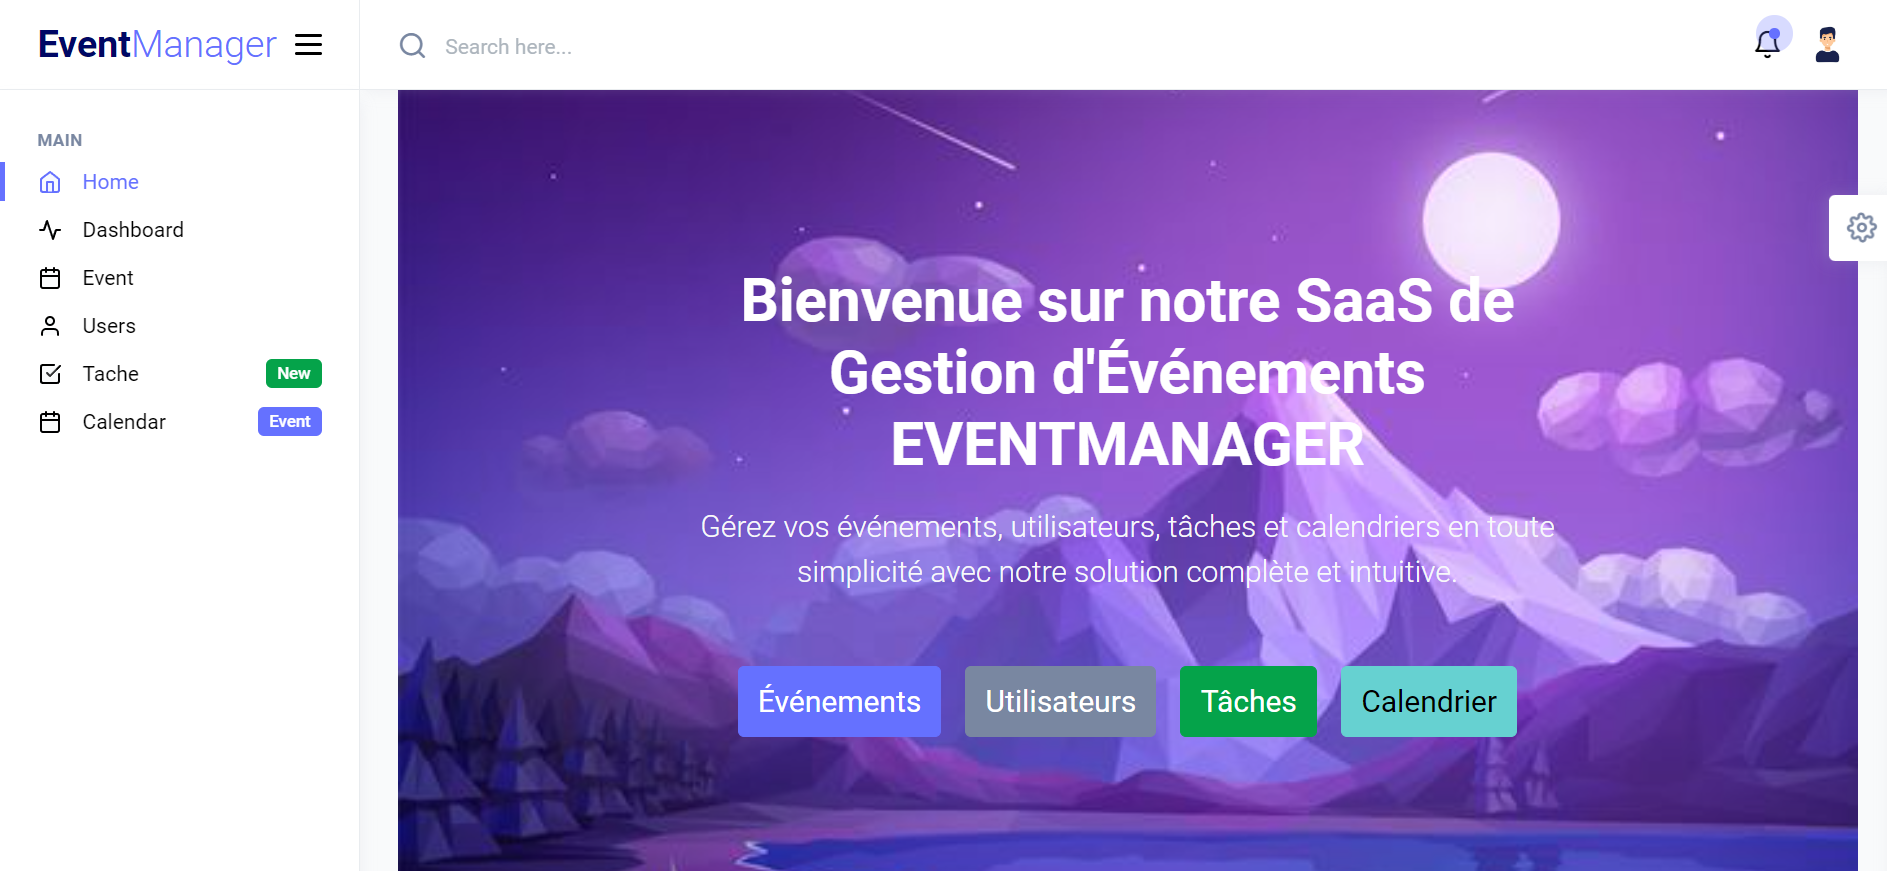 EventManager
Search here...
MAIN
Home
Dashboard
Event
Users
Tache New
Calendar Event
Bienvenue sur notre SaaS de
Gestion d'Événements
EVENTMANAGER
Gérez vos événements, utilisateurs, tâches et calendriers en toute
simplicité avec notre solution complète et intuitive.
Événements Utilisateurs Tâches Calendrier